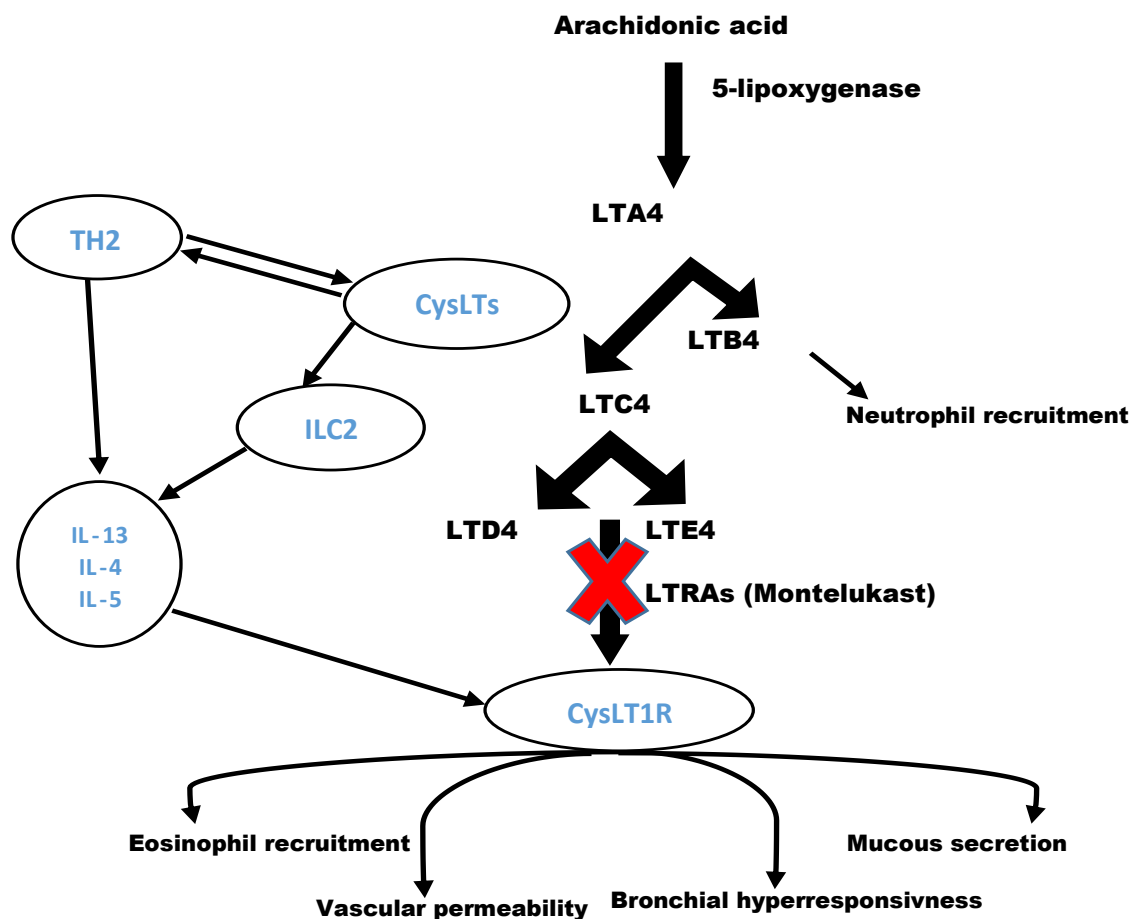 Arachidonic acid
5-lipoxygenase
LTA4
TH2
CysLTs
LTB4
LTC4
Neutrophil recruitment
ILC2
LTD4
LTE4
IL-13
IL-4
IL-5
LTRAs (Montelukast)
CysLT1R
Eosinophil recruitment
Mucous secretion
Vascular permeability
Bronchial hyperresponsivness